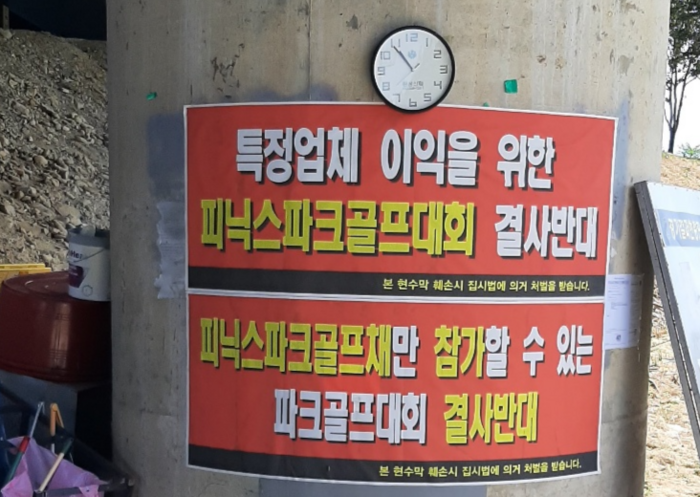 특정업체 이익을 위한
피닉스파크골프대회 결사반대
본 현수막 훼손시 집시법에 의거 처벌을 받습니다.
피닉스파크골프채만 참가할 수 있는
파크골프대회 결사반대
본 현수막 훼손시 집시법에 의거 처벌을 받습니다.